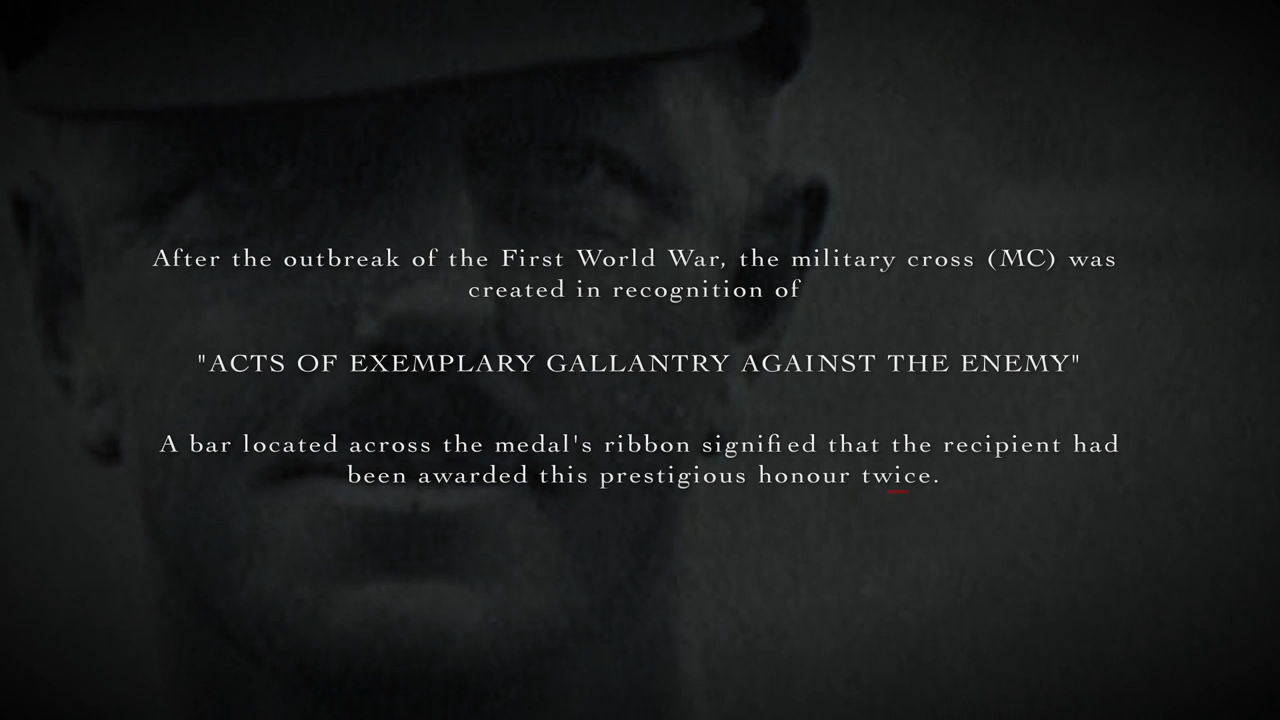 After the outbreak of the First World War, the military cross (MC) was
created in recognition of
"ACTS OF EXEMPLARY GALLANTRY AGAINST THE ENEMY"
A bar located across the medal's ribbon signified that the recipient had
been awarded this prestigious honour twice.